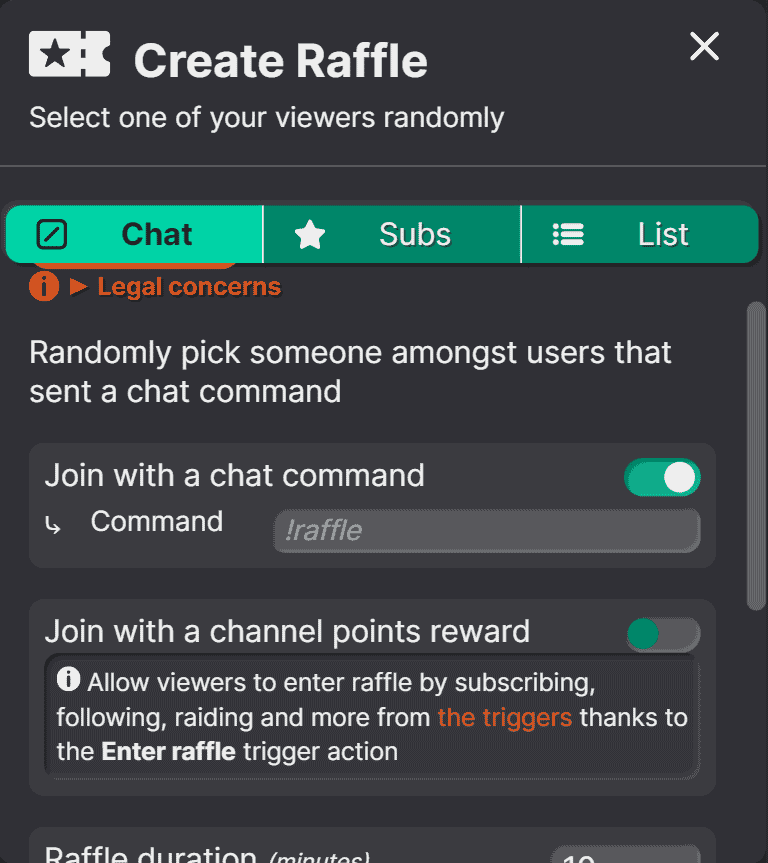 Create Raffle
Select one of your viewers randomly
Chat Subs List
Legal concerns
Randomly pick someone amongst users that
sent a chat command
Join with a chat command
Command !raffle
Join with a channel points reward
Allow viewers to enter raffle by subscribing,
following, raiding and more from the triggers thanks to
the Enter raffle trigger action
Raffle duration (minutes) 10